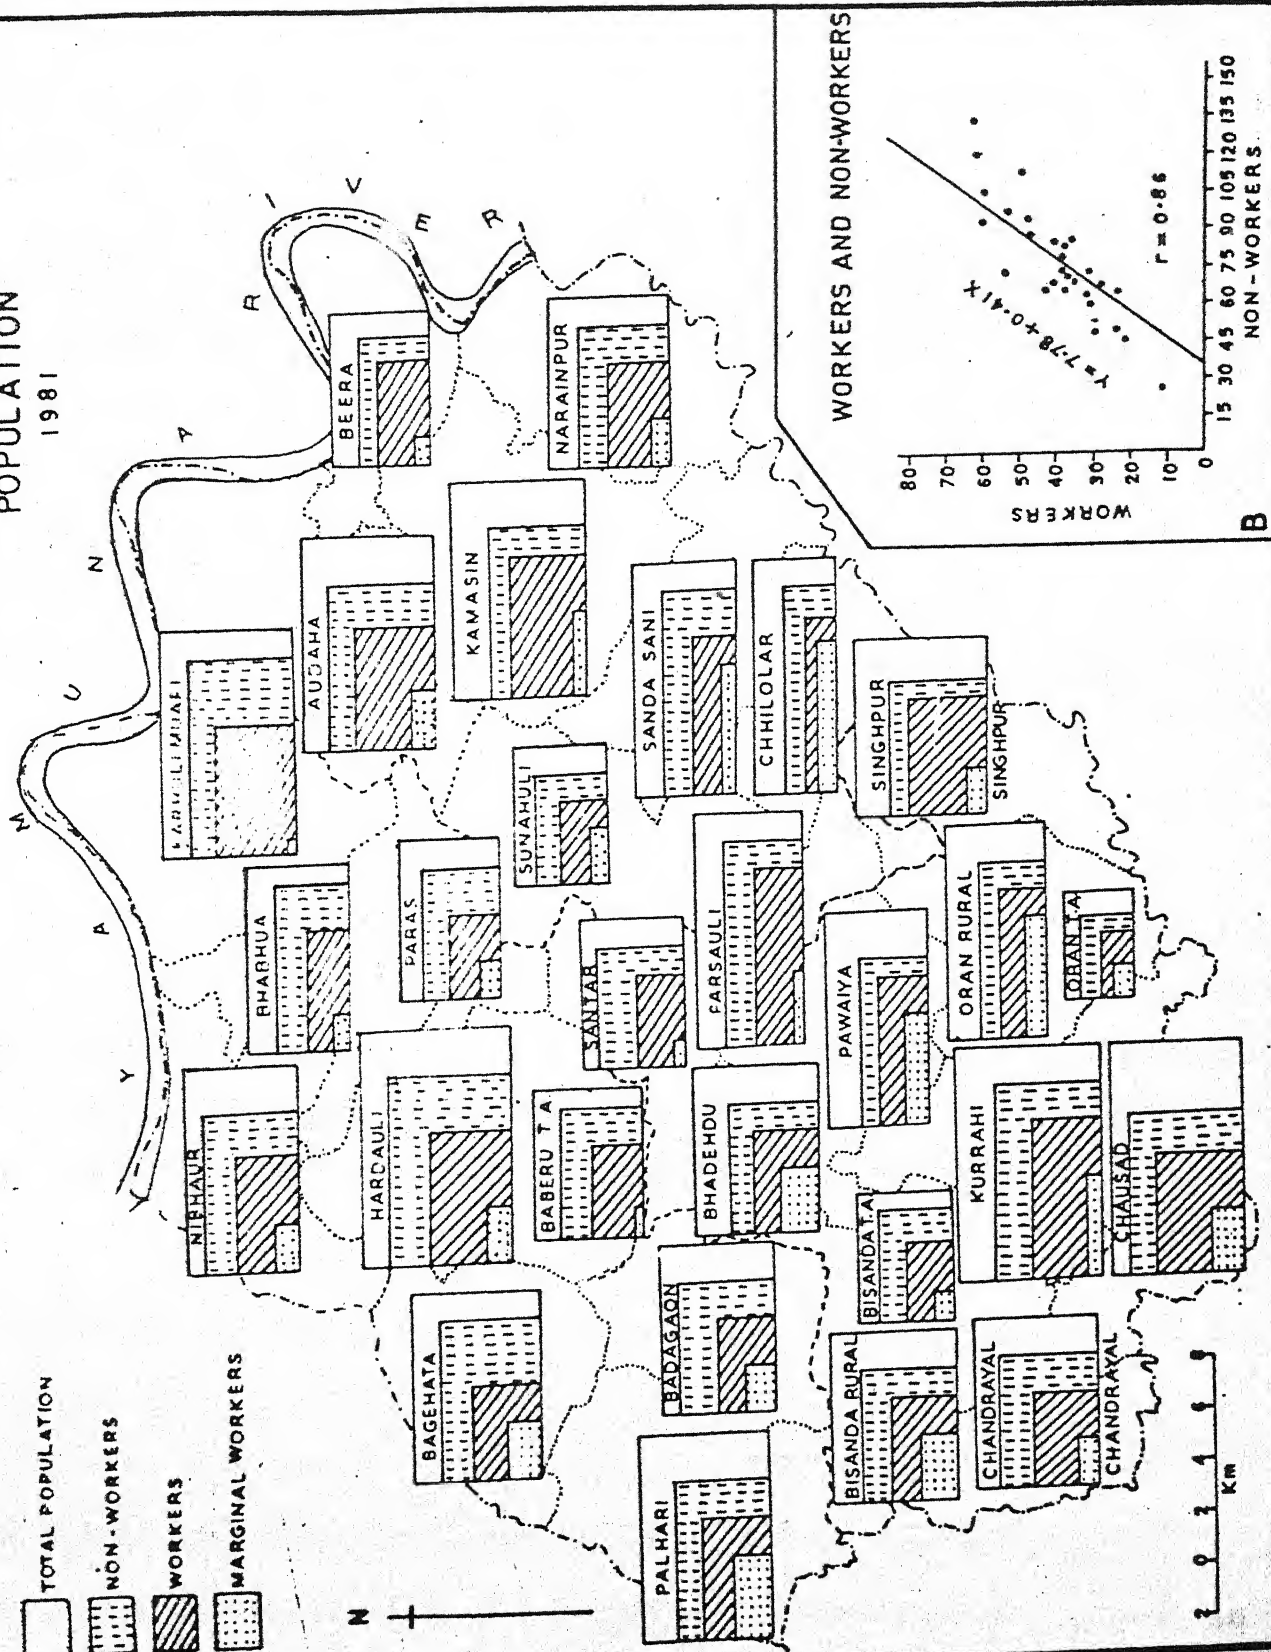 POPULATION
1981
TOTAL POPULATION
NON-WORKERS
WORKERS
MARGINAL WORKERS
N
Y A M U N A
R I V E R
NIBHAUR
BHARHUA
AUDAHA
BEERA
HARDAULI
PARAS
KAMASIN
NARAINPUR
BAGEHATA
BABERU T A
SUNAHULI
SANTAR
SANDA SANI
BADAGAON
BHADEHDU
PARSAULI
CHHILOLAR
PALHARI
PAWAIYA
SINGHPUR
SINGHPUR
BISANDA RURAL
BISANDA T.A.
ORAN RURAL
ORAN T.A.
CHANDRAYAL
CHANDRAYAL
KURRAHI
CHAUSAD
2 0 2 4 6 8
Km
WORKERS AND NON-WORKERS
WORKERS
80
70
60
50
40
30
20
10
0
15 30 45 60 75 90 105 120 135 150
NON-WORKERS
Y = 7.78 + 0.41 X
r = 0.86
B